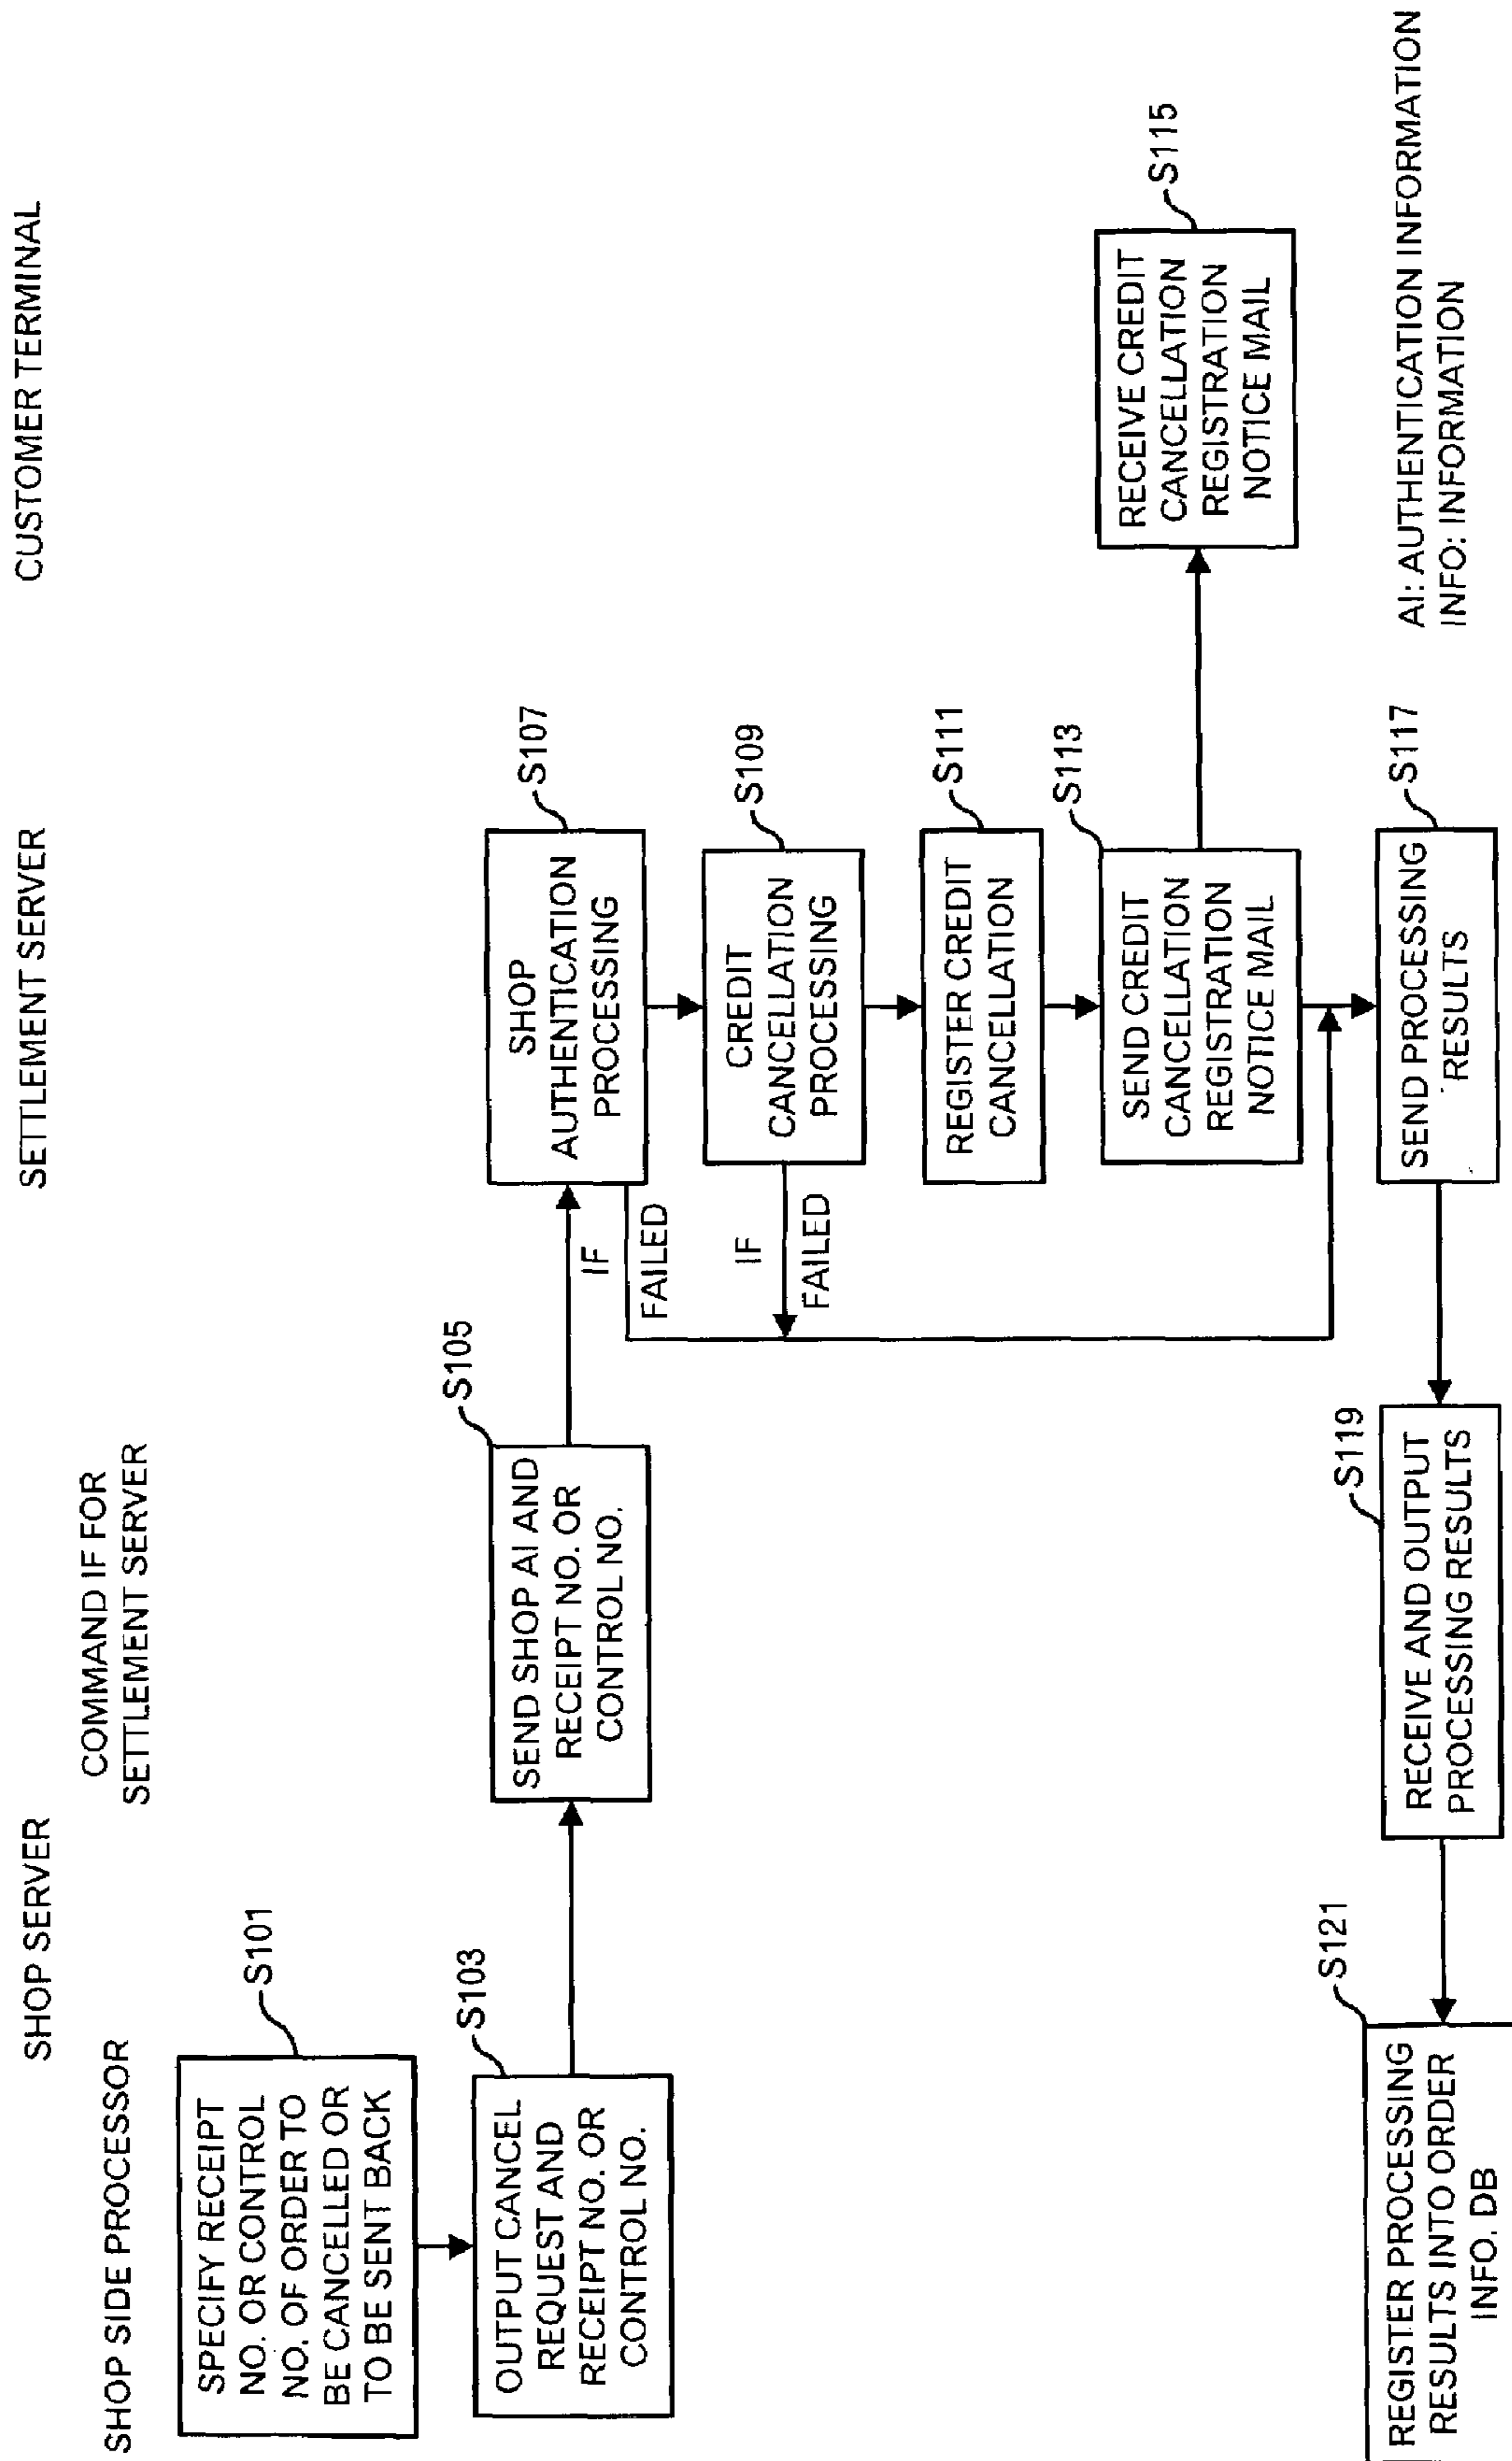 SHOP SERVER
SETTLEMENT SERVER
CUSTOMER TERMINAL
SHOP SIDE PROCESSOR
COMMAND IF FOR
SETTLEMENT SERVER
S101
SPECIFY RECEIPT
NO. OR CONTROL
NO. OF ORDER TO
BE CANCELLED OR
TO BE SENT BACK
S103
OUTPUT CANCEL
REQUEST AND
RECEIPT NO. OR
CONTROL NO.
S105
SEND SHOP AI AND
RECEIPT NO. OR
CONTROL NO.
S107
SHOP
AUTHENTICATION
PROCESSING
IF
FAILED
S109
CREDIT
CANCELLATION
PROCESSING
IF
FAILED
S111
REGISTER CREDIT
CANCELLATION
S113
SEND CREDIT
CANCELLATION
REGISTRATION
NOTICE MAIL
S115
RECEIVE CREDIT
CANCELLATION
REGISTRATION
NOTICE MAIL
S117
SEND PROCESSING
RESULTS
S119
RECEIVE AND OUTPUT
PROCESSING RESULTS
S121
REGISTER PROCESSING
RESULTS INTO ORDER
INFO. DB
AI: AUTHENTICATION INFORMATION
INFO: INFORMATION